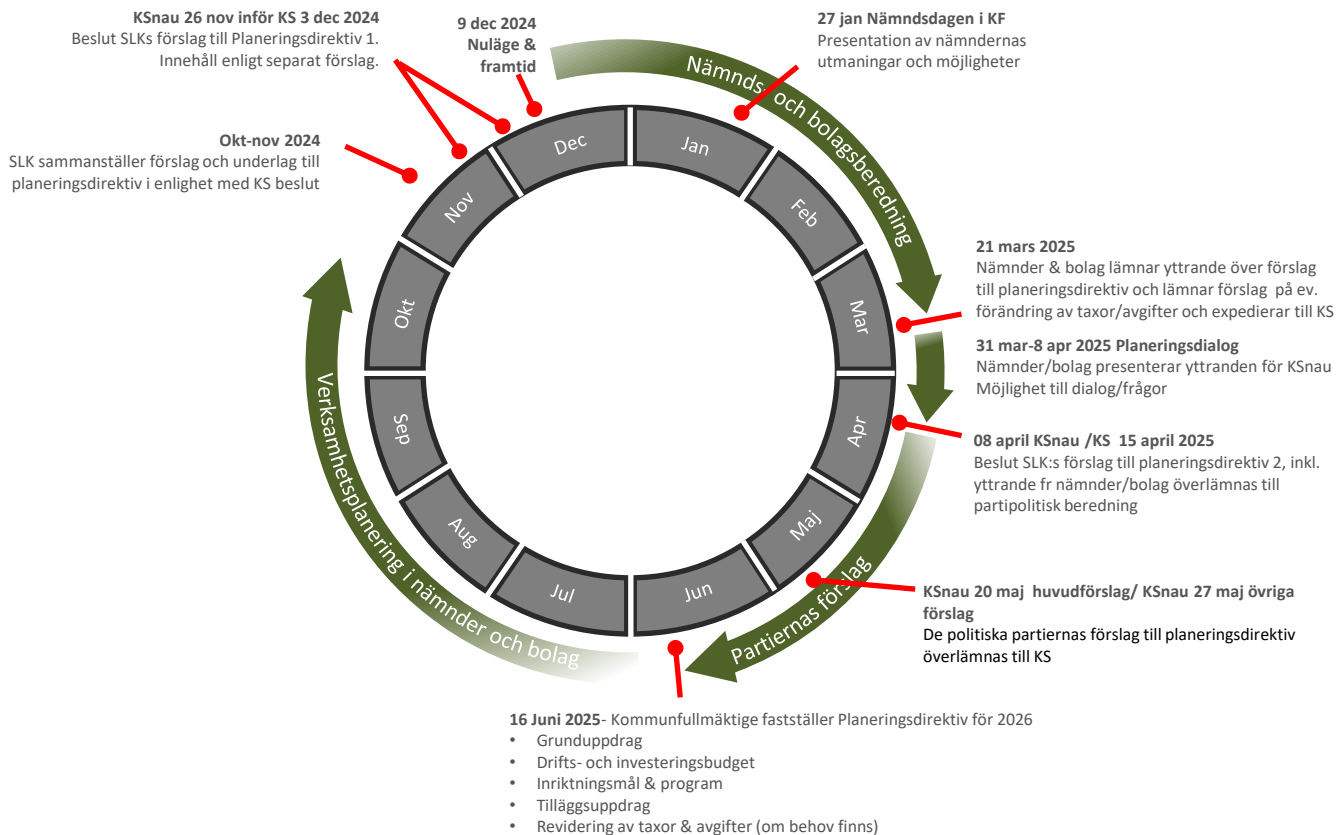 KSnau 26 nov inför KS 3 dec 2024
Beslut SLKs förslag till Planeringsdirektiv 1.
Innehåll enligt separat förslag.
9 dec 2024
Nuläge &
framtid
27 jan Nämndsdagen i KF
Presentation av nämndernas
utmaningar och möjligheter
Okt-nov 2024
SLK sammanställer förslag och underlag till
planeringsdirektiv i enlighet med KS beslut
Nämnds- och bolagsberedning
Jan
Feb
Mar
Apr
Maj
Jun
Jul
Aug
Sep
Okt
Nov
Dec
21 mars 2025
Nämnder & bolag lämnar yttrande över förslag
till planeringsdirektiv och lämnar förslag  på ev.
förändring av taxor/avgifter och expedierar till KS
31 mar-8 apr 2025 Planeringsdialog
Nämnder/bolag presenterar yttranden för KSnau
Möjlighet till dialog/frågor
08 april KSnau /KS  15 april 2025
Beslut SLK:s förslag till planeringsdirektiv 2, inkl.
yttrande fr nämnder/bolag överlämnas till
partipolitisk beredning
Partiernas förslag
KSnau 20 maj  huvudförslag/ KSnau 27 maj övriga
förslag
De politiska partiernas förslag till planeringsdirektiv
överlämnas till KS
Verksamhetsplanering i nämnder och bolag
16 Juni 2025- Kommunfullmäktige fastställer Planeringsdirektiv för 2026
• Grunduppdrag
• Drifts- och investeringsbudget
• Inriktningsmål & program
• Tilläggsuppdrag
• Revidering av taxor & avgifter (om behov finns)